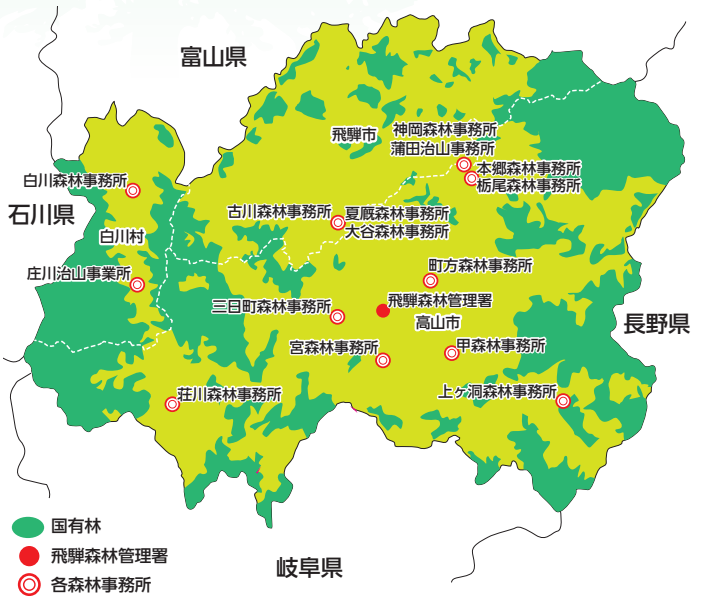 富山県
飛騨市
神岡森林事務所
蒲田治山事務所
本郷森林事務所
栃尾森林事務所
白川森林事務所
石川県
白川村
古川森林事務所
夏厩森林事務所
大谷森林事務所
庄川治山事業所
町方森林事務所
三日町森林事務所
飛騨森林管理署
高山市
長野県
宮森林事務所
甲森林事務所
荘川森林事務所
上ヶ洞森林事務所
国有林
飛騨森林管理署
各森林事務所
岐阜県